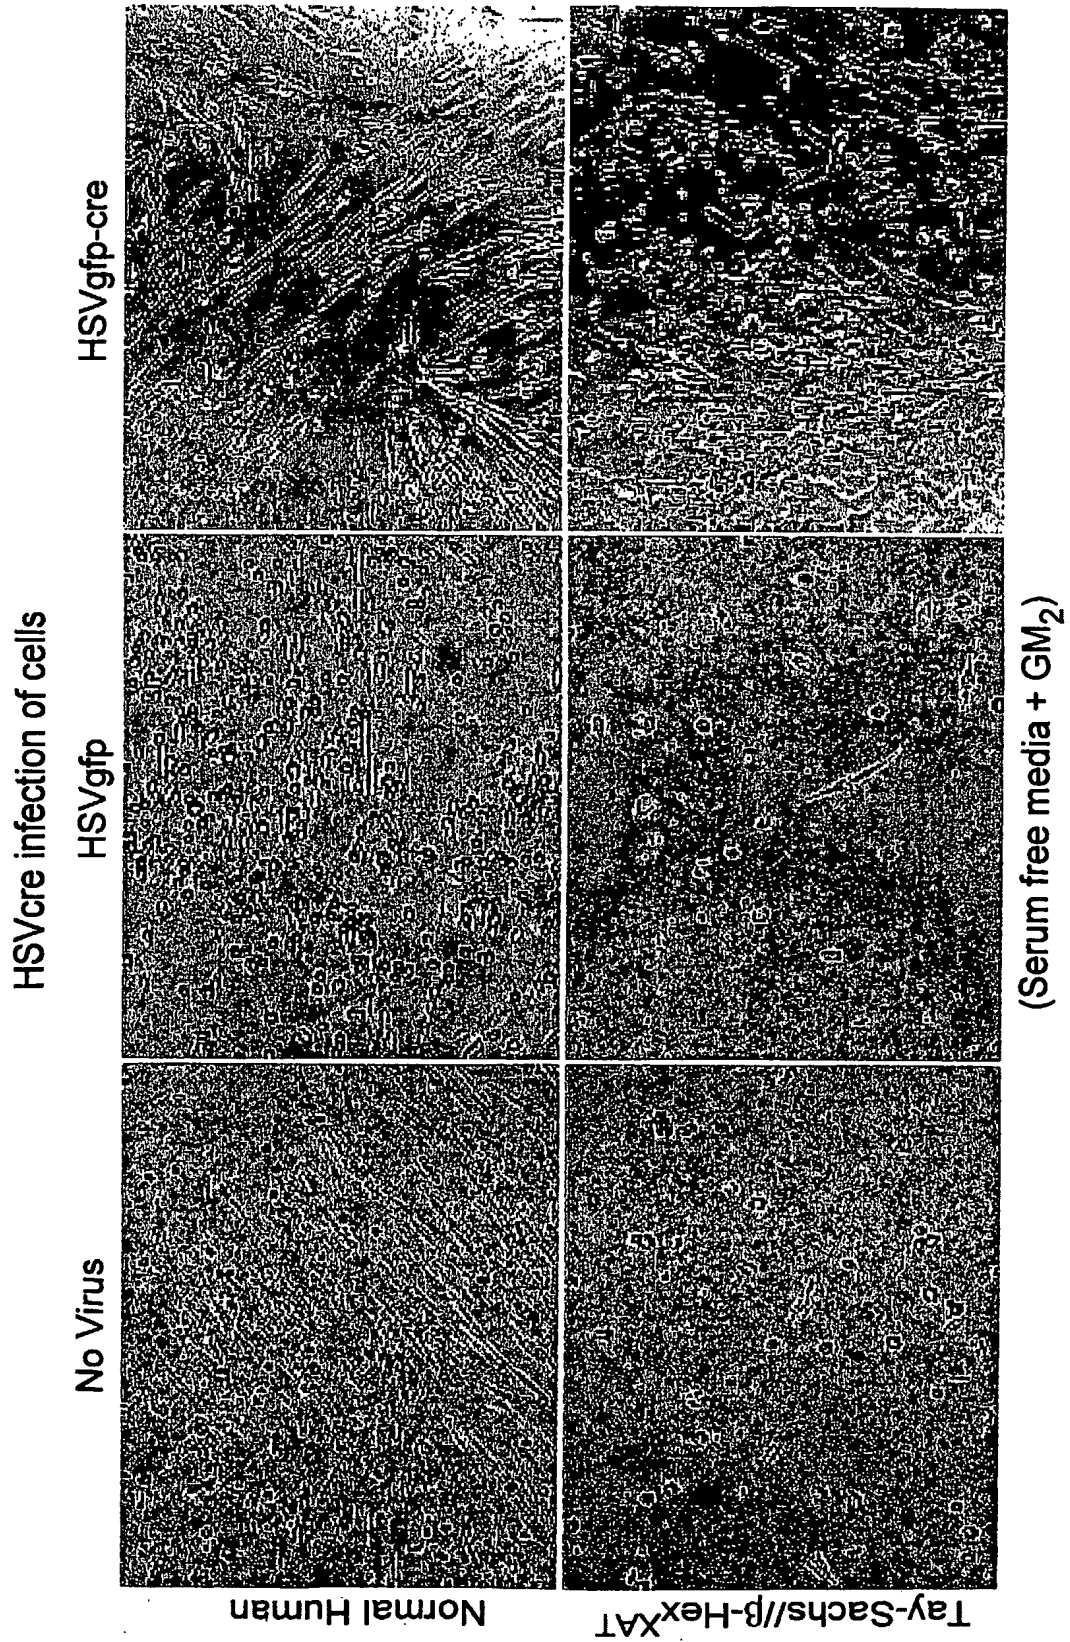 HSVcre infection of cells
No Virus
HSVgfp
HSVgfp-cre
Normal Human
Tay-Sachs//β-Hex^XAT
(Serum free media + GM₂)